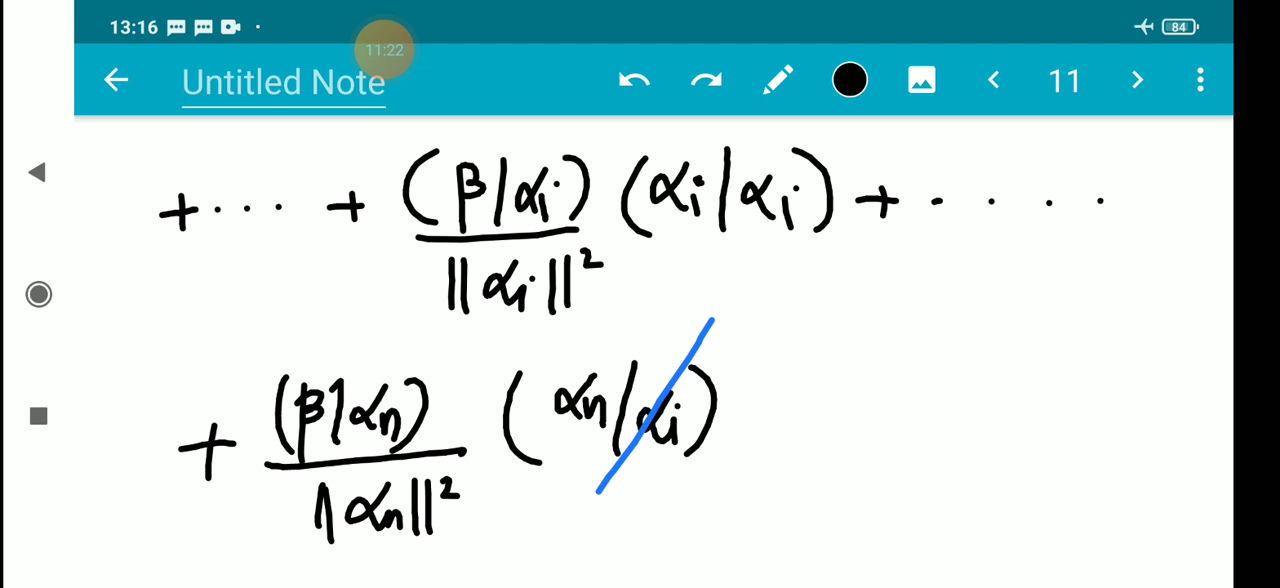 13:16
84
11:22
Untitled Note
11
+ ... + (β|αi) (αi|αi) + - . . .
||αi||²
+ (β|αn) (αn/αi)
||αn||²